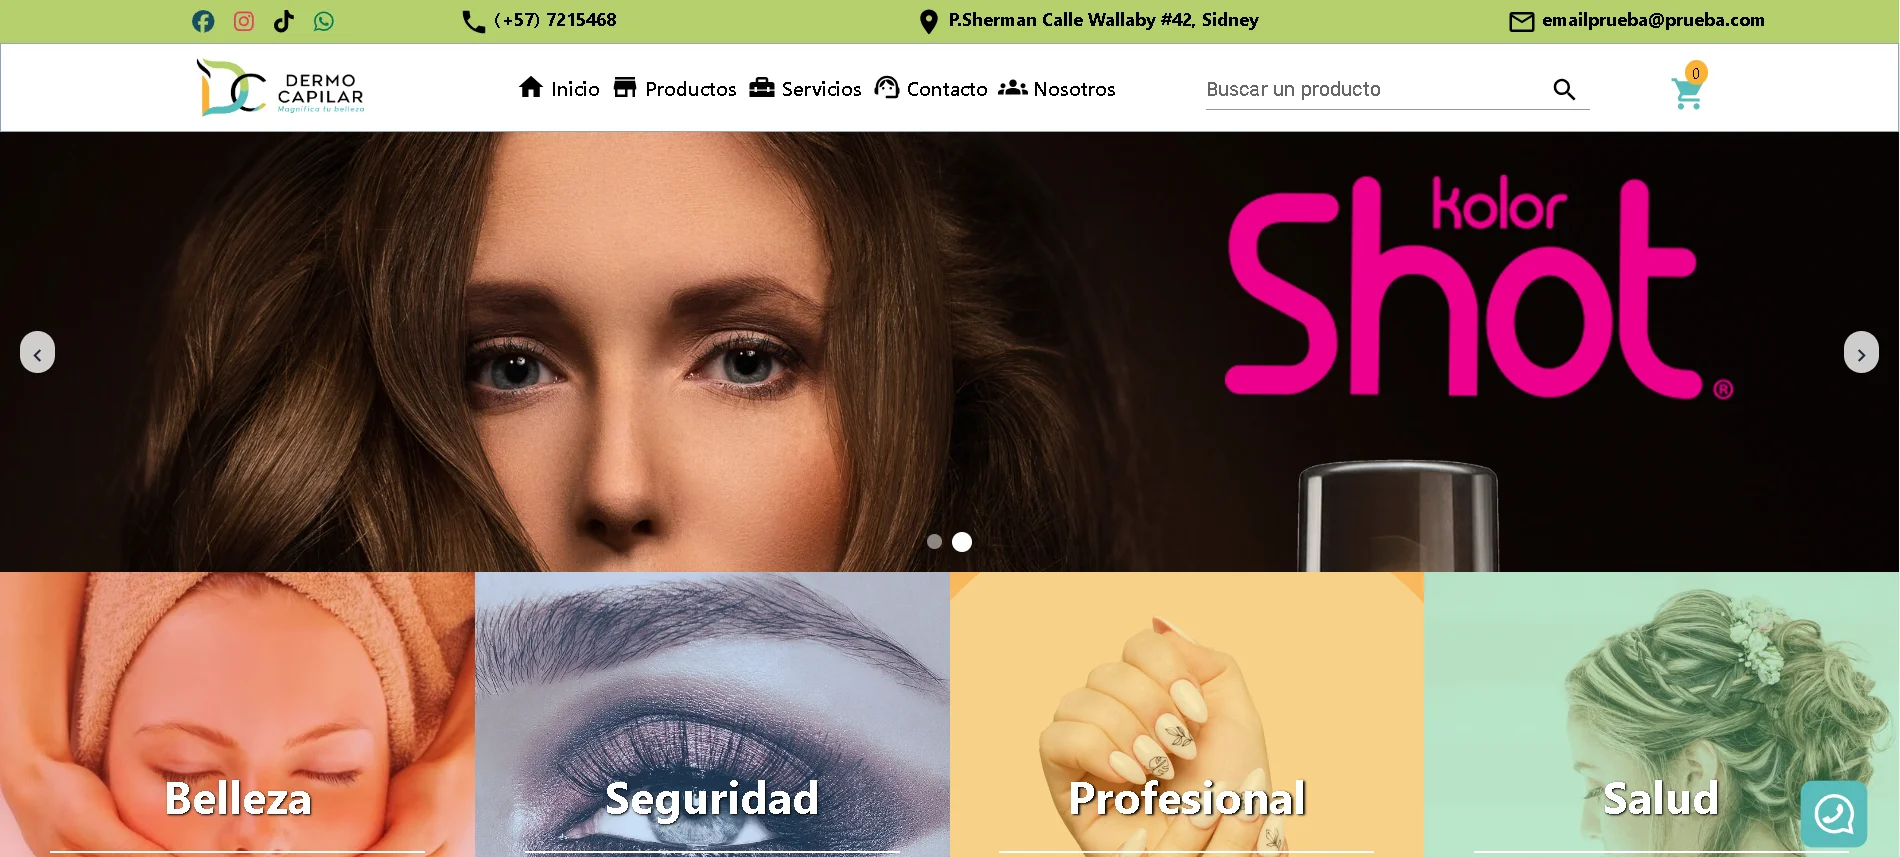 (+57) 7215468
P.Sherman Calle Wallaby #42, Sidney
emailprueba@prueba.com
DC
DERMO
CAPILAR
Magnifica tu belleza
Inicio
Productos
Servicios
Contacto
Nosotros
Buscar un producto
0
kolor
Shot®
Belleza
Seguridad
Profesional
Salud